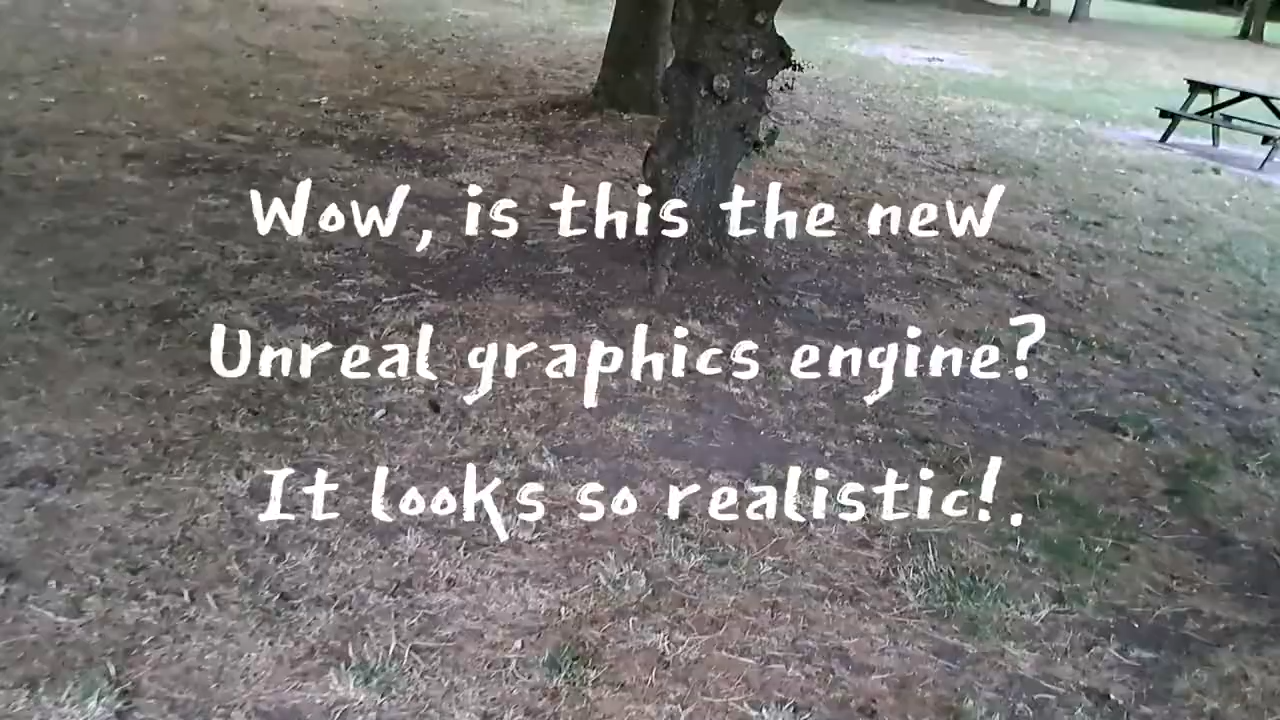 Wow, is this the new
Unreal graphics engine?
It looks so realistic!.